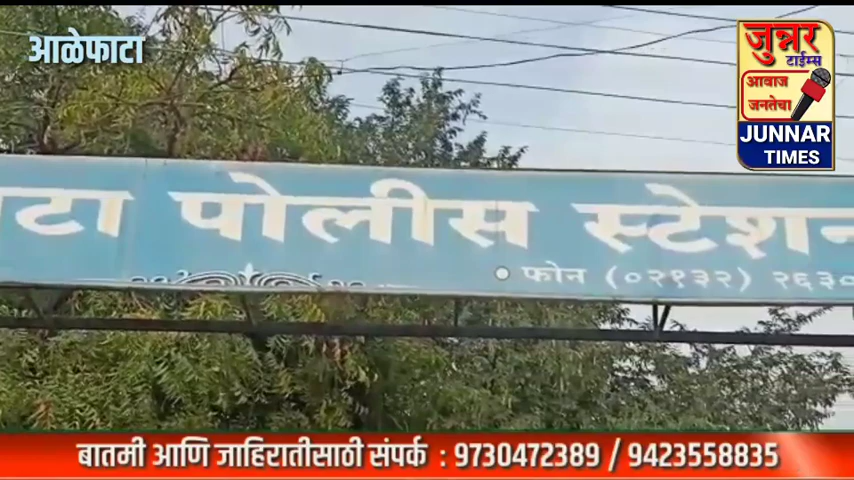 आळेफाटा
जुन्नर
टाईम्स
आवाज
जनतेचा
JUNNAR
TIMES
टा पोलीस स्टेशन
फोन (०२१३२) २६३०
बातमी आणि जाहिरातीसाठी संपर्क : 9730472389 / 9423558835